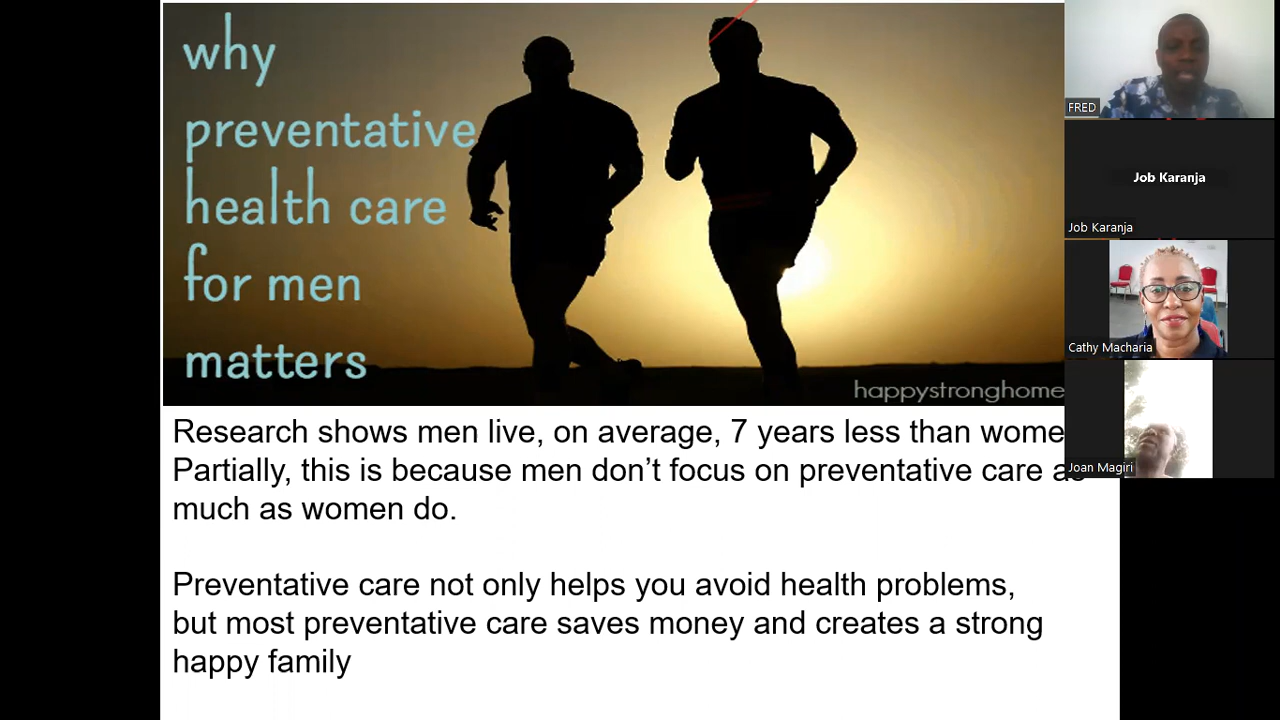 why
preventative
health care
for men
matters
happystronghome
Research shows men live, on average, 7 years less than wome
Partially, this is because men don’t focus on preventative care as
much as women do.
Preventative care not only helps you avoid health problems,
but most preventative care saves money and creates a strong
happy family
FRED
Job Karanja
Job Karanja
Cathy Macharia
Joan Magiri